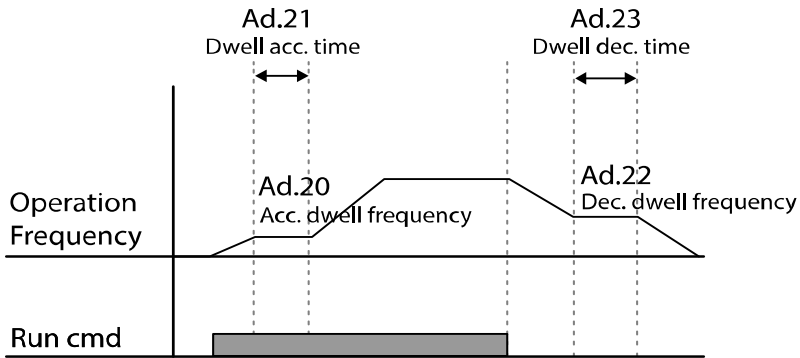 Ad.21
Dwell acc. time
Ad.23
Dwell dec. time
Ad.20
Acc. dwell frequency
Ad.22
Dec. dwell frequency
Operation
Frequency
Run cmd